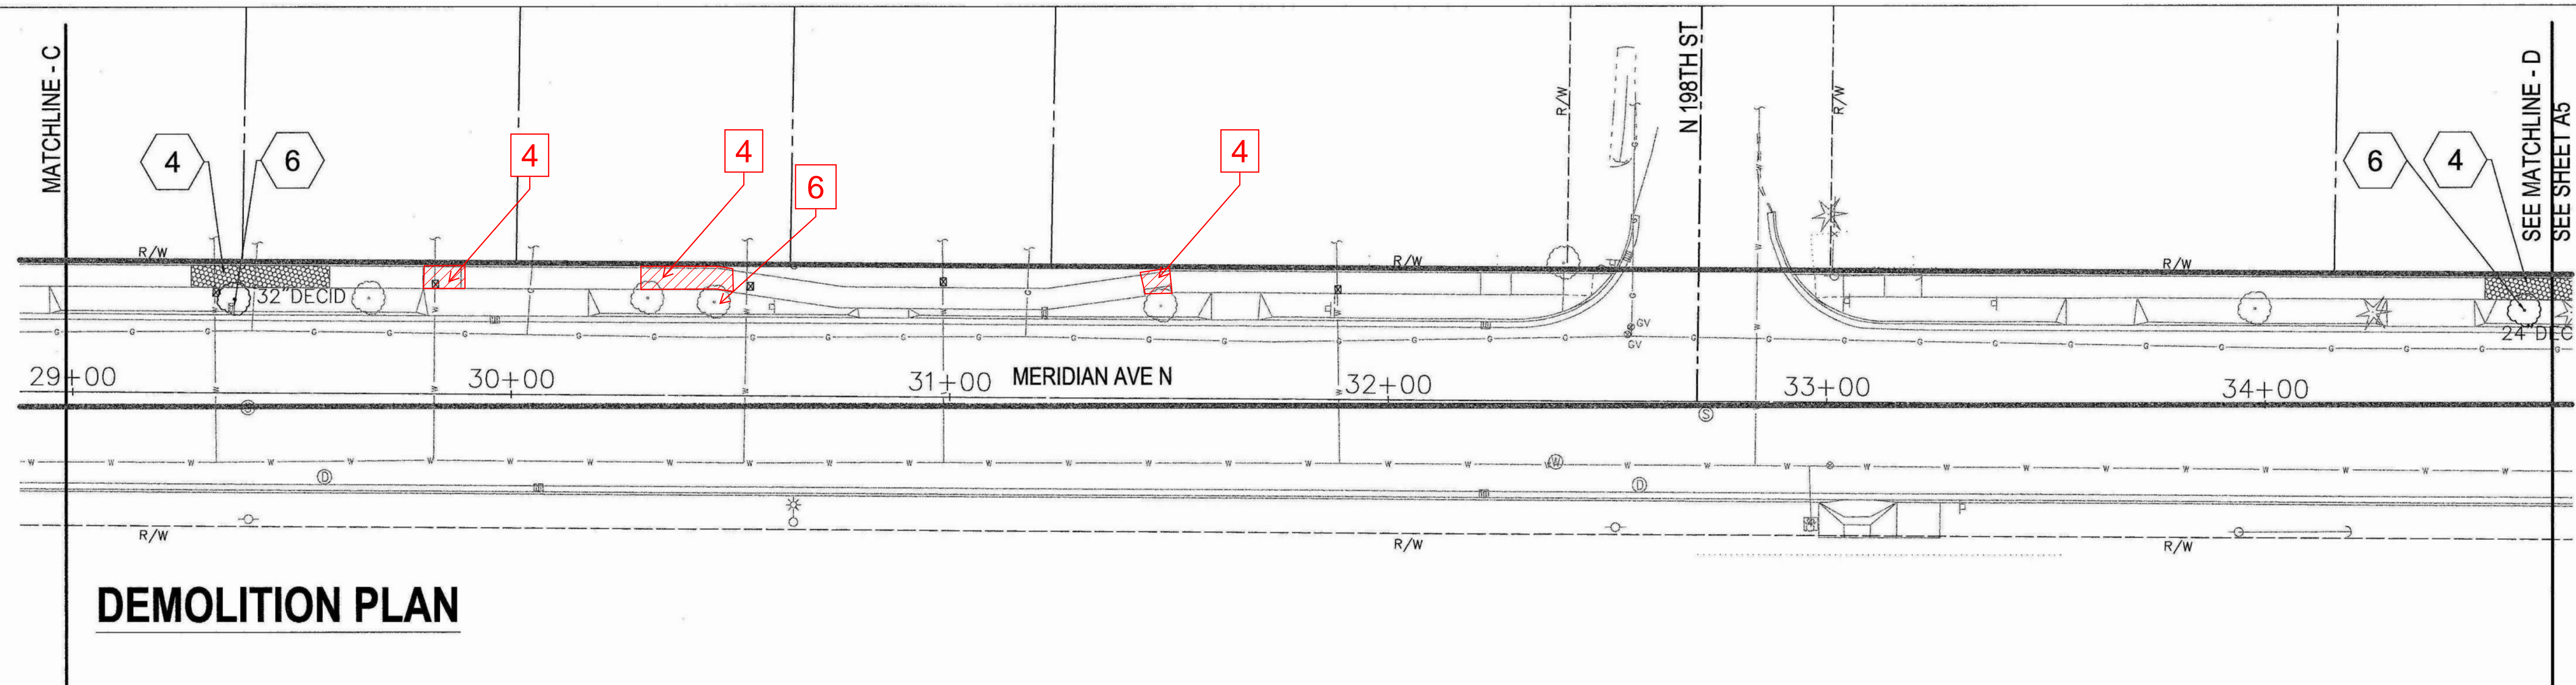 MATCHLINE - C
N 198TH ST
SEE MATCHLINE - D
SEE SHEET A5
4
6
4
4
6
4
6
4
R/W
R/W
R/W
R/W
R/W
32" DECID
24" DEC
GV
GV
G G G G G G G G G G G G G G G G G G G G G G G G G G G G
29+00
30+00
31+00
MERIDIAN AVE N
32+00
33+00
34+00
S
S
W W W W W W W W W W W W W W W W W W W W W W W W W W W W W W W
D
W
D
R/W
R/W
R/W
DEMOLITION PLAN